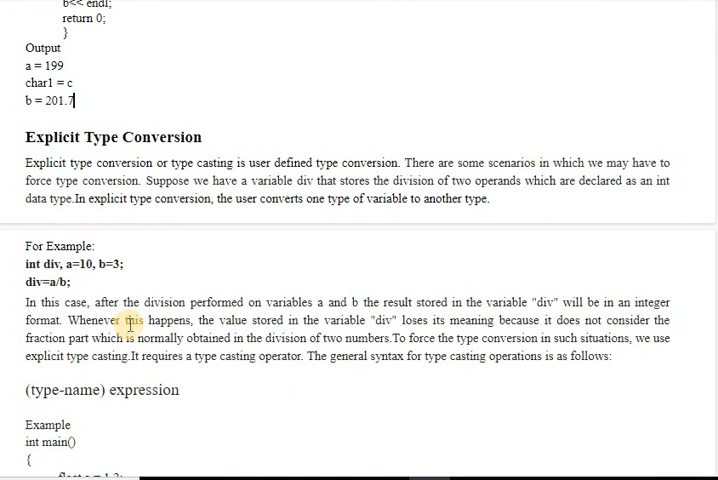 b<< endl;
return 0;
}
Output
a = 199
char1 = c
b = 201.7
Explicit Type Conversion
Explicit type conversion or type casting is user defined type conversion. There are some scenarios in which we may have to
force type conversion. Suppose we have a variable div that stores the division of two operands which are declared as an int
data type.In explicit type conversion, the user converts one type of variable to another type.
For Example:
int div, a=10, b=3;
div=a/b;
In this case, after the division performed on variables a and b the result stored in the variable "div" will be in an integer
format. Whenever this happens, the value stored in the variable "div" loses its meaning because it does not consider the
fraction part which is normally obtained in the division of two numbers.To force the type conversion in such situations, we use
explicit type casting.It requires a type casting operator. The general syntax for type casting operations is as follows:
(type-name) expression
Example
int main()
{